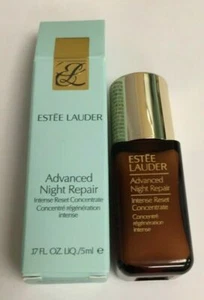 ESTĒE LAUDER
Advanced
Night Repair
Intense Reset Concentrate
Concentré régénération
intense
.17 FL. OZ. LIQ./5ml e
ESTĒE
LAUDER
Advanced
Night Repair
Intense Reset
Concentrate
Concentré
régénération
intense